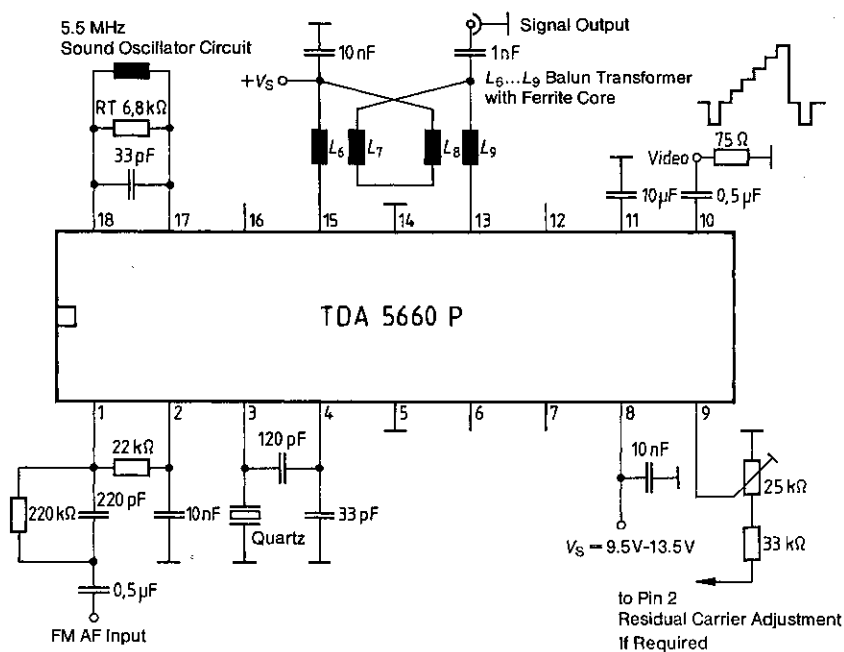 5.5 MHz
Sound Oscillator Circuit
RT 6,8kΩ
33pF
10nF
+VS
Signal Output
1nF
L6...L9 Balun Transformer
with Ferrite Core
L6
L7
L8
L9
75Ω
Video
10µF
0,5µF
18
17
16
15
14
13
12
11
10
TDA 5660 P
1
2
3
4
5
6
7
8
9
22kΩ
220kΩ
220pF
10nF
120pF
Quartz
33pF
0,5µF
FM AF Input
10nF
VS = 9.5V-13.5V
25kΩ
33kΩ
to Pin 2
Residual Carrier Adjustment
If Required